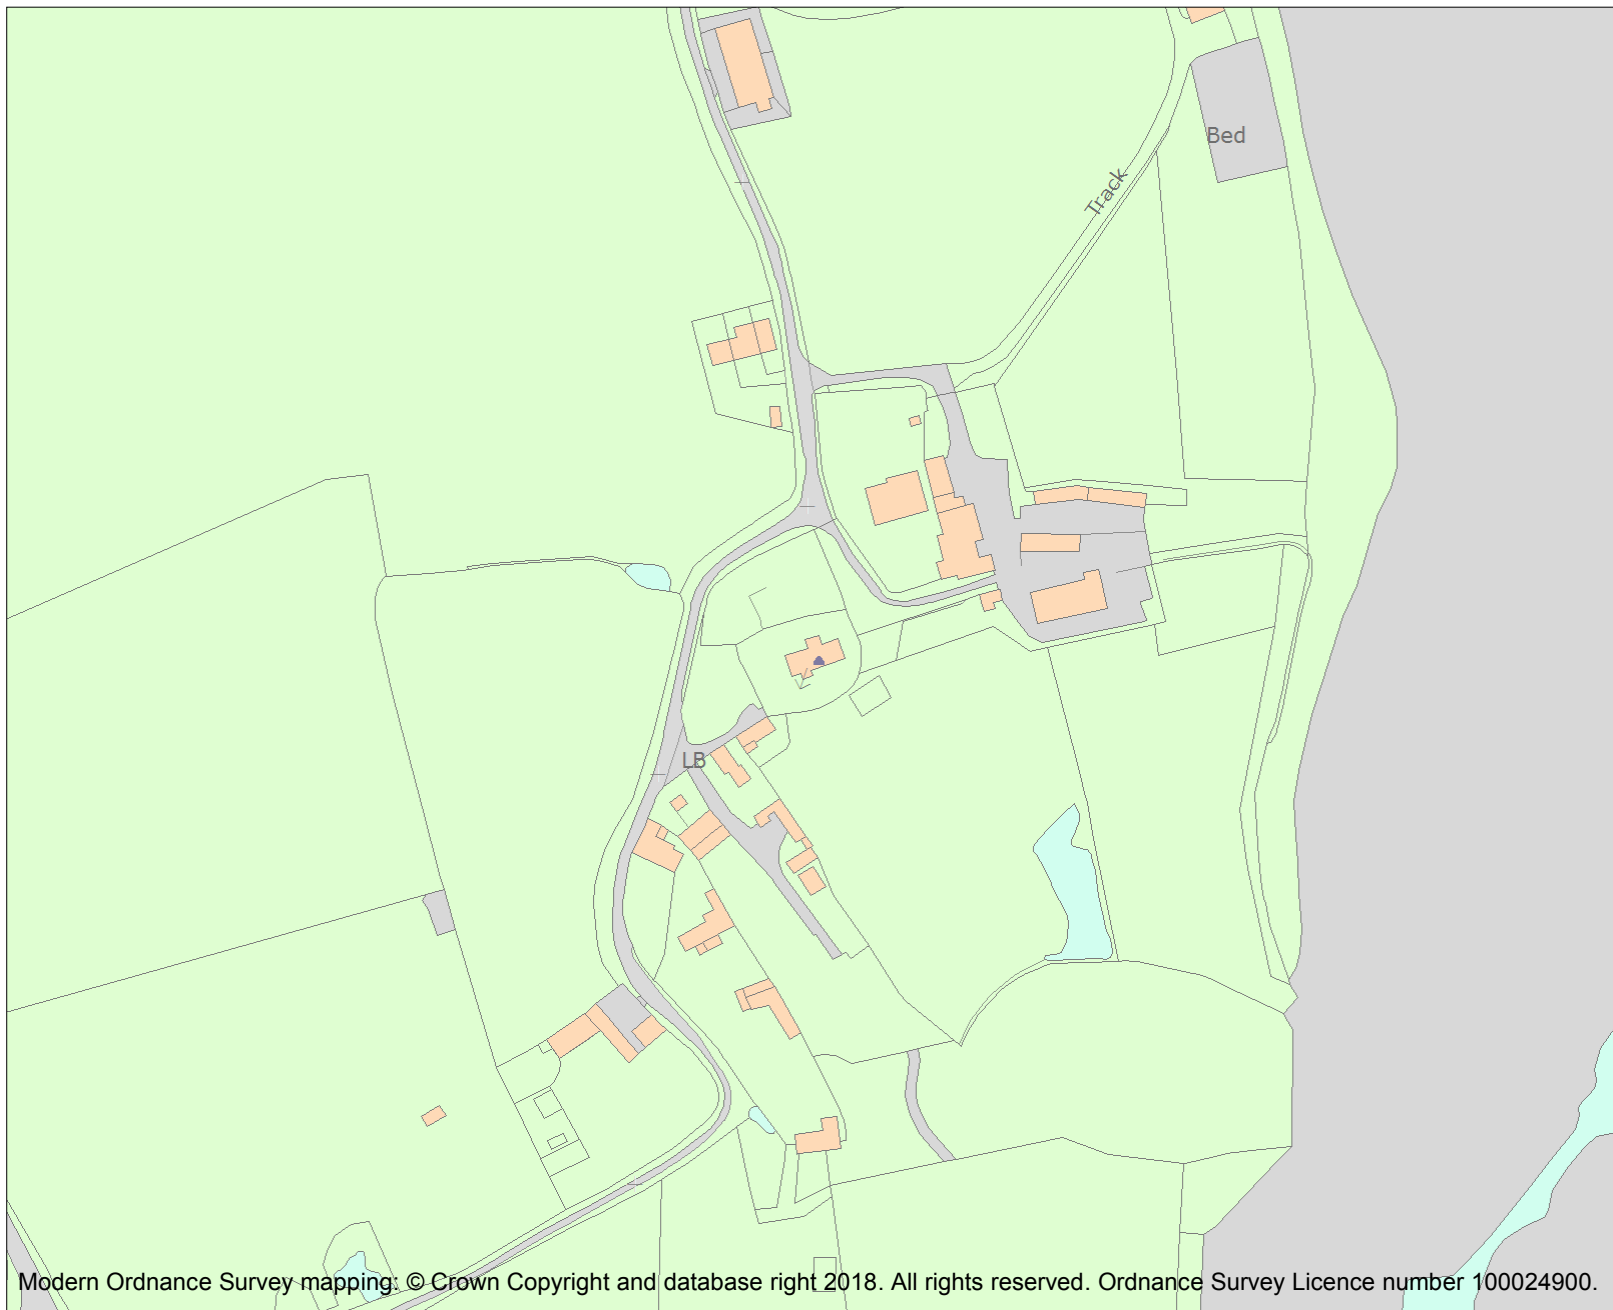 Bed
Track
LB
Modern Ordnance Survey mapping: © Crown Copyright and database right 2018. All rights reserved. Ordnance Survey Licence number 100024900.